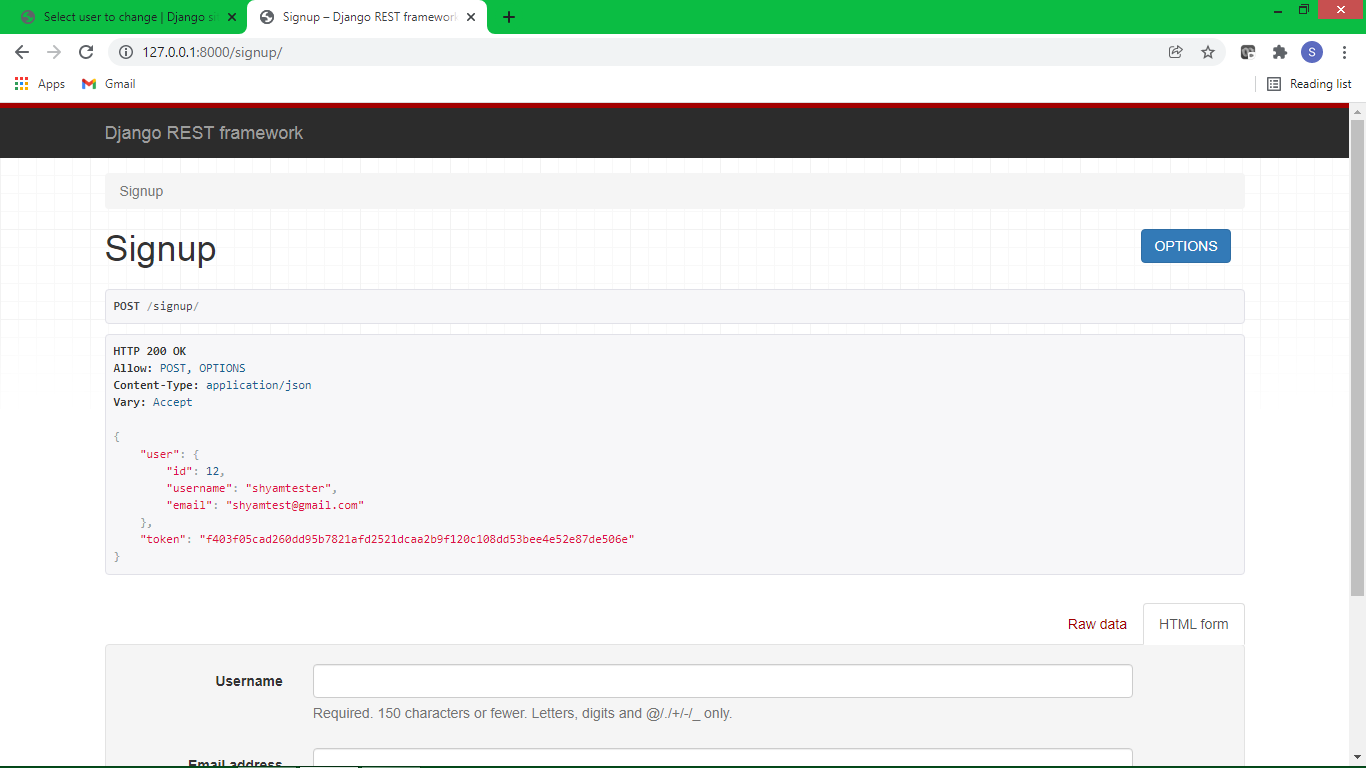 Select user to change | Django si
Signup – Django REST framework
127.0.0.1:8000/signup/
S
Apps
Gmail
Reading list
Django REST framework
Signup
Signup
OPTIONS
POST /signup/
HTTP 200 OK
Allow: POST, OPTIONS
Content-Type: application/json
Vary: Accept
{
"user": {
"id": 12,
"username": "shyamtester",
"email": "shyamtest@gmail.com"
},
"token": "f403f05cad260dd95b7821afd2521dcaa2b9f120c108dd53bee4e52e87de506e"
}
Raw data
HTML form
Username
Required. 150 characters or fewer. Letters, digits and @/./+/-/_ only.
Email address